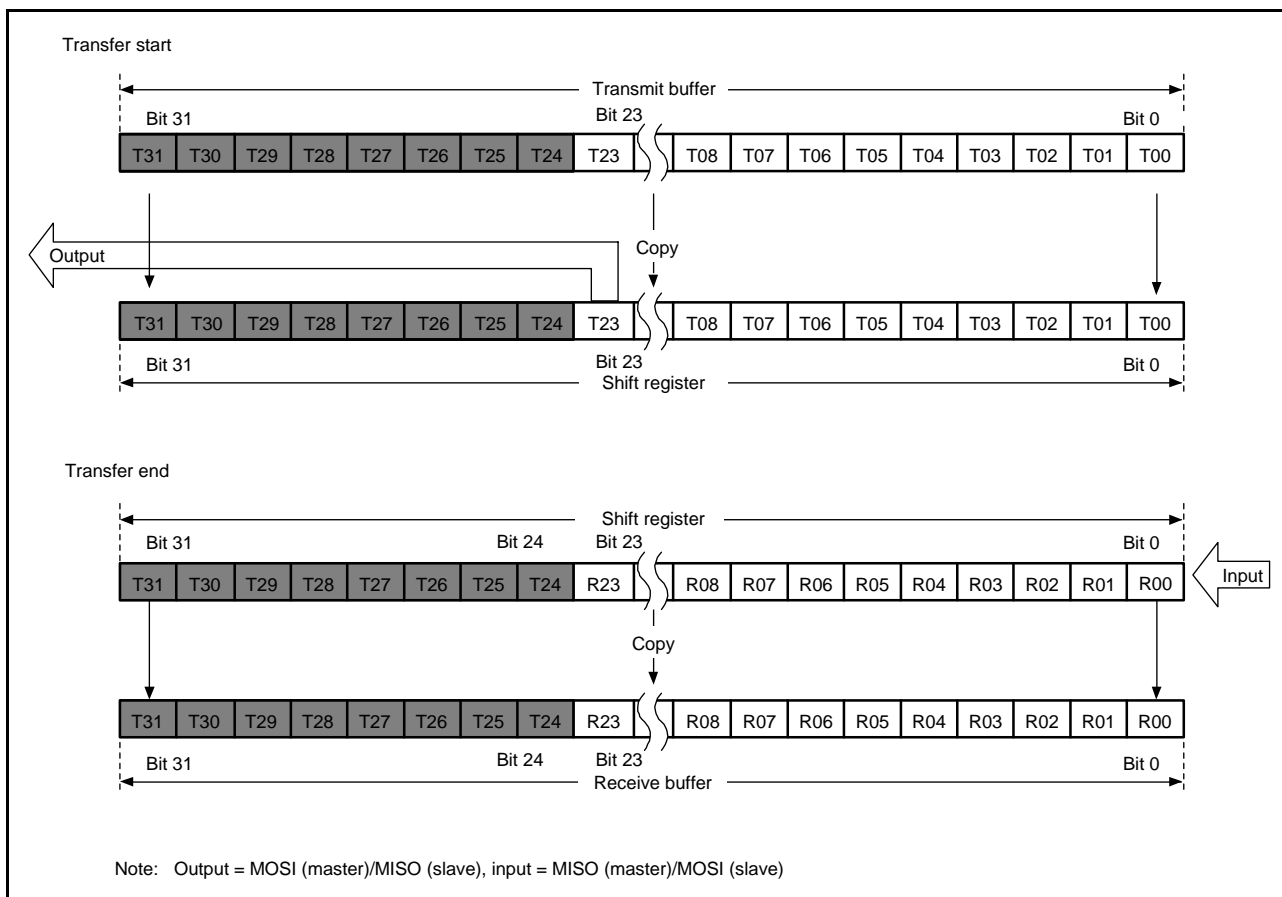 Transfer start
Transmit buffer
Bit 31 Bit 23 Bit 0
T31 T30 T29 T28 T27 T26 T25 T24 T23 T08 T07 T06 T05 T04 T03 T02 T01 T00
Output Copy
T31 T30 T29 T28 T27 T26 T25 T24 T23 T08 T07 T06 T05 T04 T03 T02 T01 T00
Bit 31 Bit 23 Bit 0
Shift register
Transfer end
Shift register
Bit 31 Bit 24 Bit 23 Bit 0
T31 T30 T29 T28 T27 T26 T25 T24 R23 R08 R07 R06 R05 R04 R03 R02 R01 R00 Input
Copy
T31 T30 T29 T28 T27 T26 T25 T24 R23 R08 R07 R06 R05 R04 R03 R02 R01 R00
Bit 31 Bit 24 Bit 23 Bit 0
Receive buffer
Note: Output = MOSI (master)/MISO (slave), input = MISO (master)/MOSI (slave)